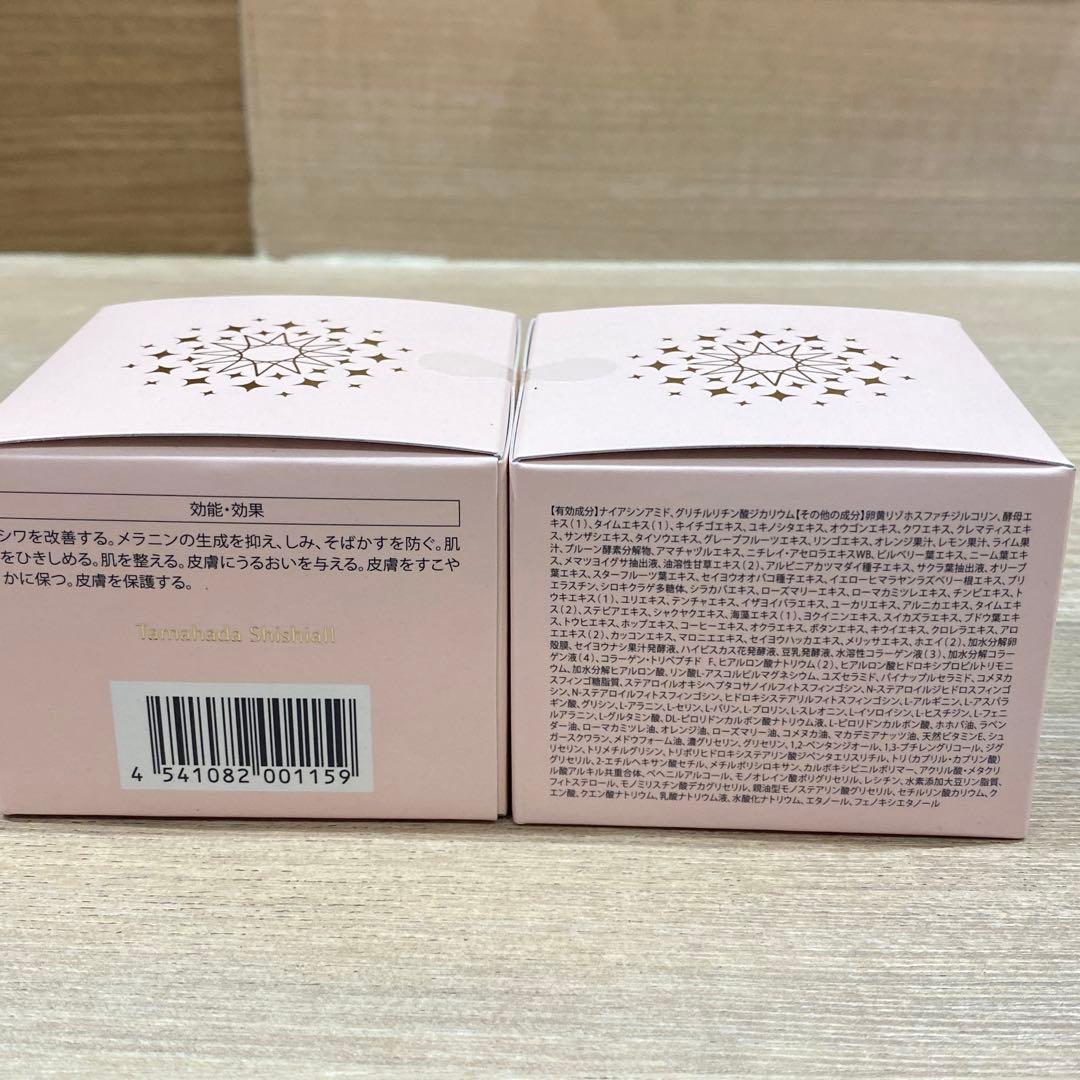 効能・効果
シワを改善する。メラニンの生成を抑え、しみ、そばかすを防ぐ。肌
をひきしめる。肌を整える。皮膚にうるおいを与える。皮膚をすこや
かに保つ。皮膚を保護する。
Tamahada Shishiall
4 541082 001159
【有効成分】ナイアシンアミド、グリチルリチン酸ジカリウム【その他の成分】卵黄リゾホスファチジルコリン、酵母エ
キス(1)、タイムエキス(1)、キイチゴエキス、ユキノシタエキス、オウゴンエキス、クワエキス、クレマティスエキ
ス、サンザシエキス、タイソウエキス、グレープフルーツエキス、リンゴエキス、オレンジ果汁、レモン果汁、ライム果
汁、プルーン酵素分解物、アマチャヅルエキス、ニチレイ・アセロラエキスWB、ビルベリー葉エキス、ニーム葉エキ
ス、メマツヨイグサ抽出液、油溶性甘草エキス(2)、アルピニアカツマダイ種子エキス、サクラ葉抽出液、オリーブ
葉エキス、スターフルーツ葉エキス、セイヨウオオバコ種子エキス、イエローヒマラヤンラズベリー根エキス、プリ
エラスチン、シロキクラゲ多糖体、シラカバエキス、ローズマリーエキス、ローマカミツレエキス、チンピエキス、ト
ウキエキス(1)、ユリエキス、テンチャエキス、イザヨイバラエキス、ユーカリエキス、アルニカエキス、タイムエキ
ス(2)、ステビアエキス、シャクヤクエキス、海藻エキス(1)、ヨクイニンエキス、スイカズラエキス、ブドウ葉エキ
ス、トウヒエキス、ホップエキス、コーヒーエキス、オクラエキス、ボタンエキス、キウイエキス、クロレラエキス、アロ
エエキス(2)、カッコンエキス、マロニエエキス、セイヨウハッカエキス、メリッサエキス、ホエイ(2)、加水分解卵
殻膜、セイヨウナシ果汁発酵液、ハイビスカス花発酵液、豆乳発酵液、水溶性コラーゲン液(3)、加水分解コラー
ゲン液(4)、コラーゲン・トリペプチド F、ヒアルロン酸ナトリウム(2)、ヒアルロン酸ヒドロキシプロピルトリモニ
ウム、加水分解ヒアルロン酸、リン酸L-アスコルビルマグネシウム、ユズセラミド、パイナップルセラミド、コメヌカ
スフィンゴ糖脂質、ステアロイルオキシヘプタコサノイルフィトスフィンゴシン、N-ステアロイルジヒドロスフィンゴ
シン、N-ステアロイルフィトスフィンゴシン、ヒドロキシステアリルフィトスフィンゴシン、L-アルギニン、L-アスパラ
ギン酸、グリシン、L-アラニン、L-セリン、L-バリン、L-プロリン、L-スレオニン、L-イソロイシン、L-ヒスチジン、L-フェニ
ルアラニン、L-グルタミン酸、DL-ピロリドンカルボン酸ナトリウム液、L-ピロリドンカルボン酸、ホホバ油、ラベン
ダー油、ローマカミツレ油、オレンジ油、ローズマリー油、コメヌカ油、マカデミアナッツ油、天然ビタミンE、シュ
ガースクワラン、メドウフォーム油、濃グリセリン、グリセリン、1,2-ペンタンジオール、1,3-ブチレングリコール、ジグ
リセリン、トリメチルグリシン、トリポリヒドロキシステアリン酸ジペンタエリスリチル、トリ(カプリル・カプリン酸)
グリセリル、2-エチルヘキサン酸セチル、メチルポリシロキサン、カルボキシビニルポリマー、アクリル酸・メタクリ
ル酸アルキル共重合体、ベヘニルアルコール、モノオレイン酸ポリグリセリル、レシチン、水素添加大豆リン脂質、
フィトステロール、モノミリスチン酸デカグリセリル、親油型モノステアリン酸グリセリル、セチルリン酸カリウム、ク
エン酸、クエン酸ナトリウム、乳酸ナトリウム液、水酸化ナトリウム、エタノール、フェノキシエタノール